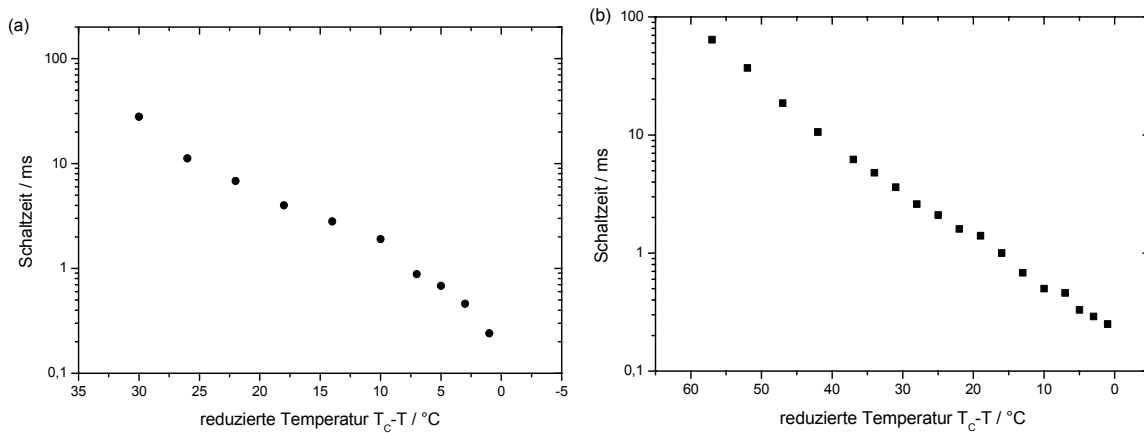 (a)
100
10
1
0,1
Schaltzeit / ms
35 30 25 20 15 10 5 0 -5
reduzierte Temperatur T_C-T / °C
(b)
100
10
1
0,1
Schaltzeit / ms
60 50 40 30 20 10 0
reduzierte Temperatur T_C-T / °C